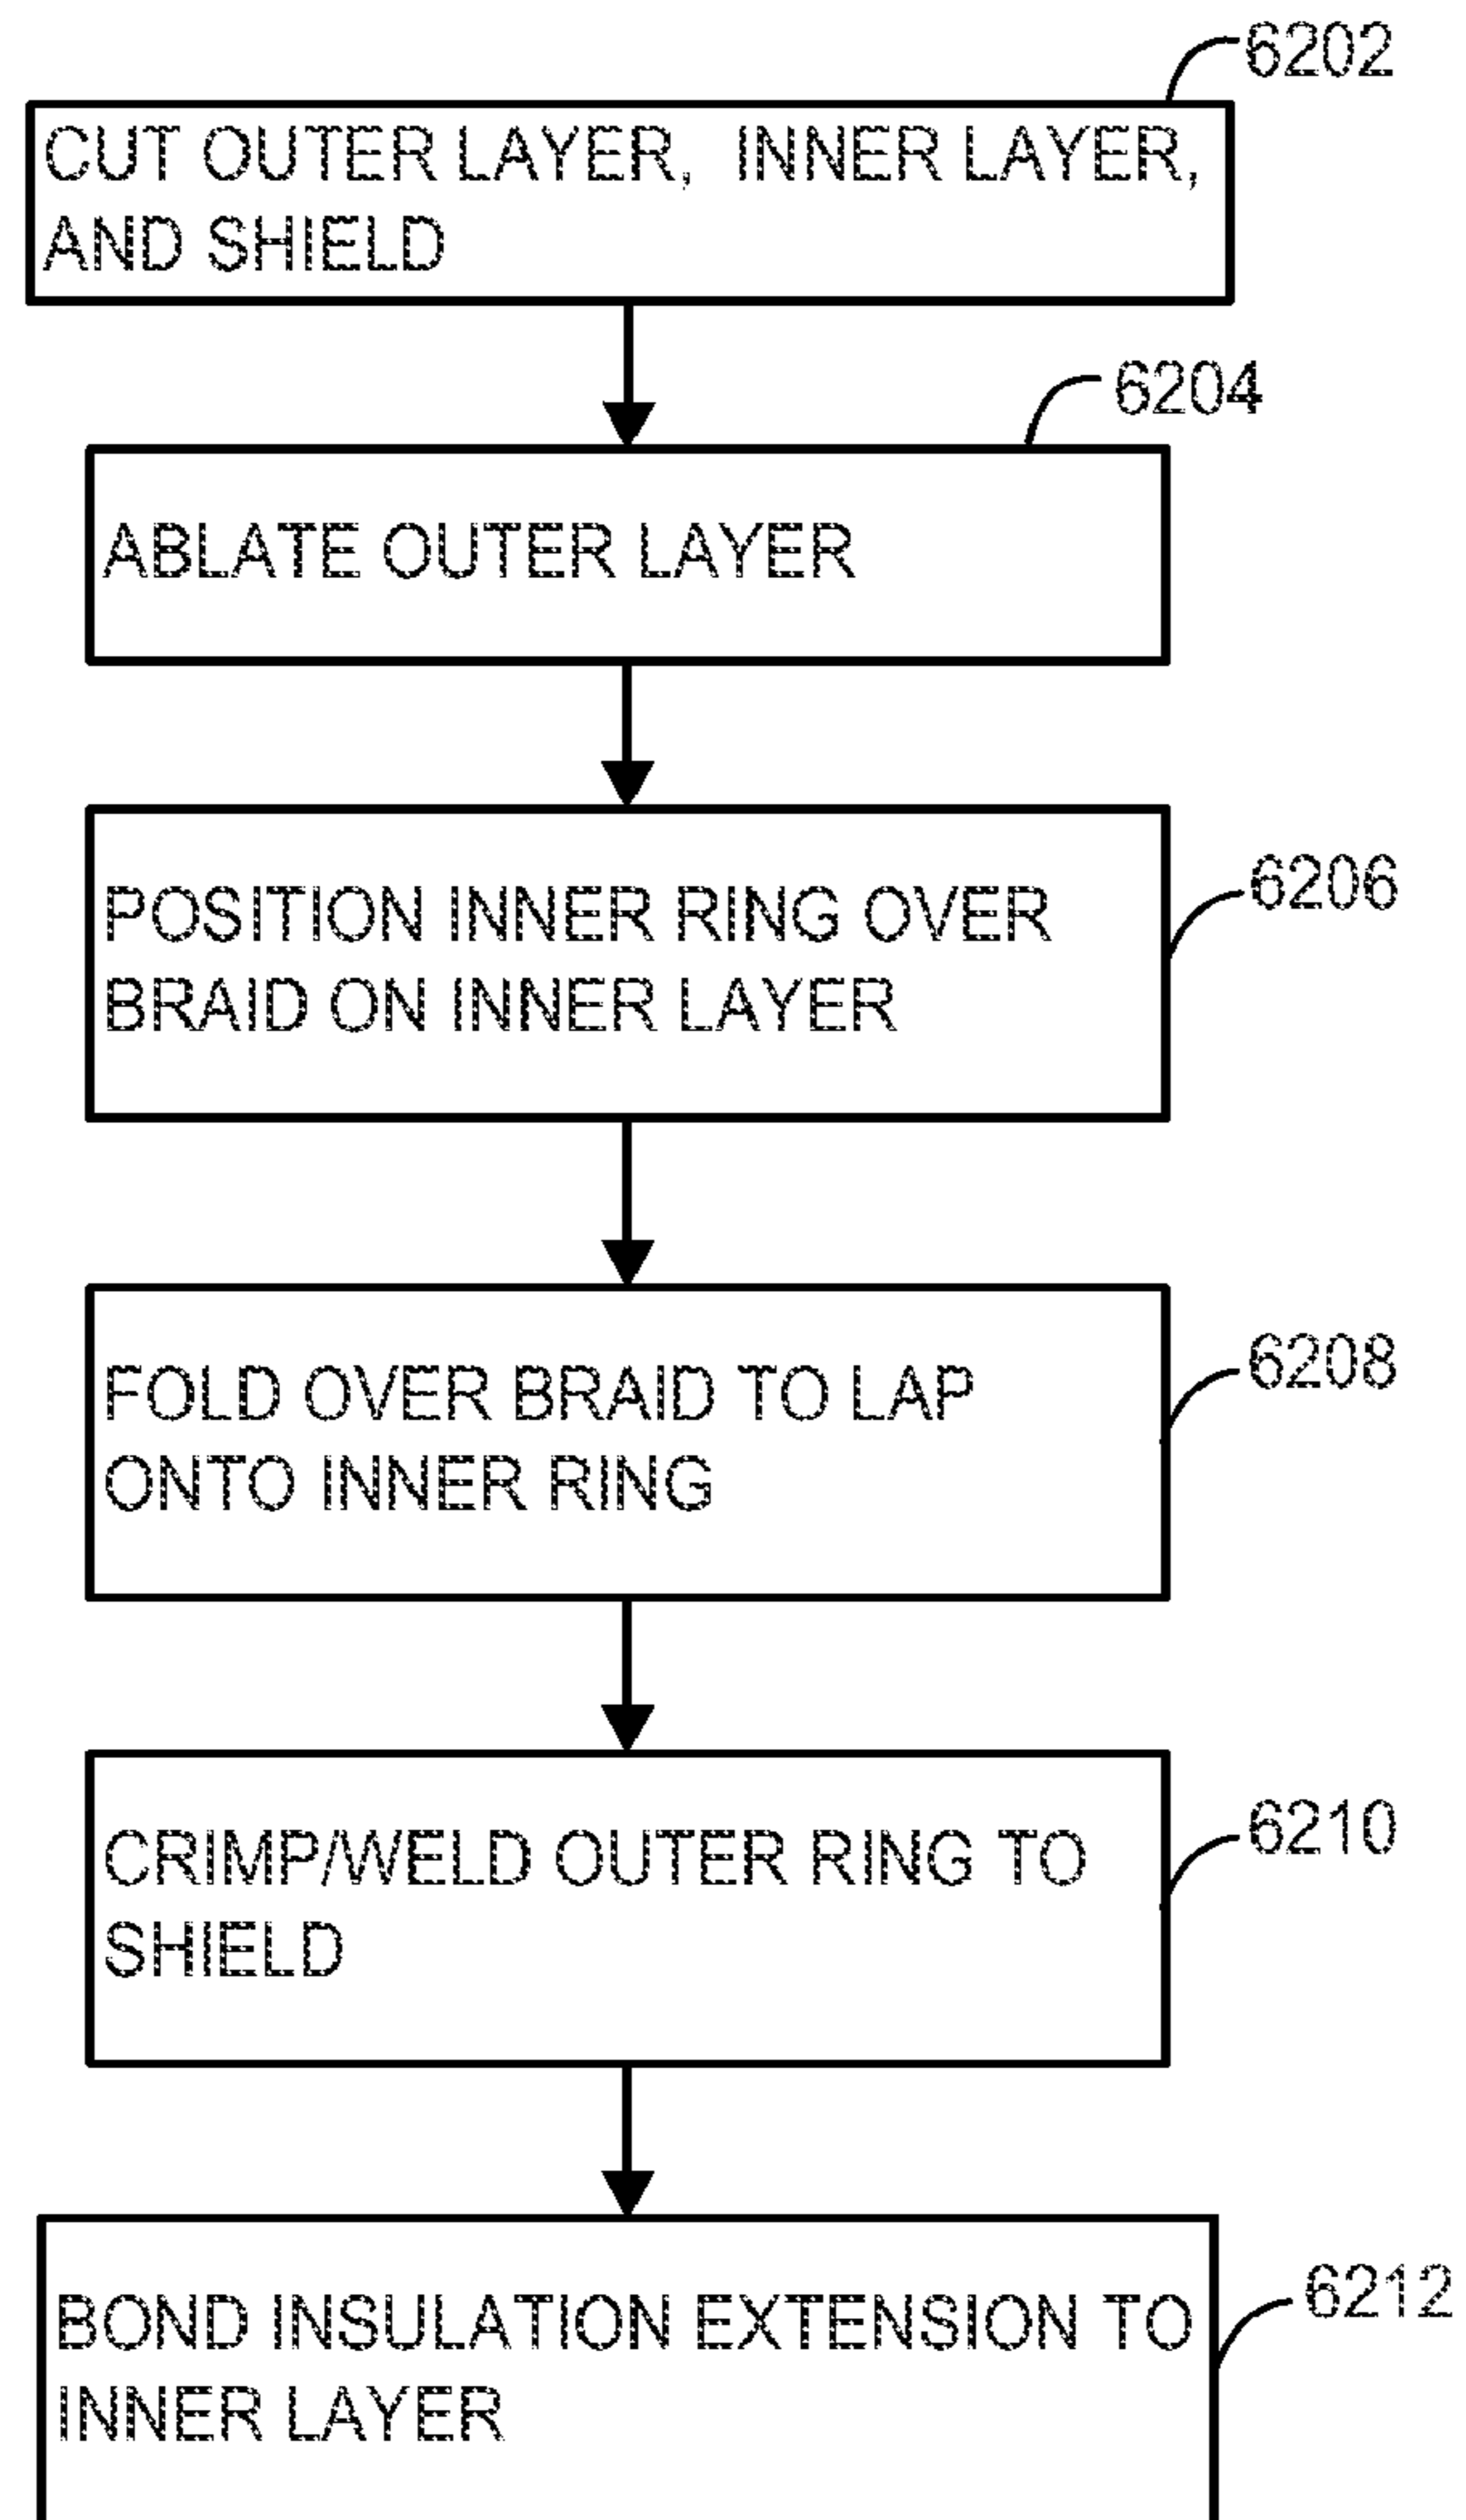 6202
CUT OUTER LAYER, INNER LAYER,
AND SHIELD
6204
ABLATE OUTER LAYER
6206
POSITION INNER RING OVER
BRAID ON INNER LAYER
6208
FOLD OVER BRAID TO LAP
ONTO INNER RING
6210
CRIMP/WELD OUTER RING TO
SHIELD
6212
BOND INSULATION EXTENSION TO
INNER LAYER